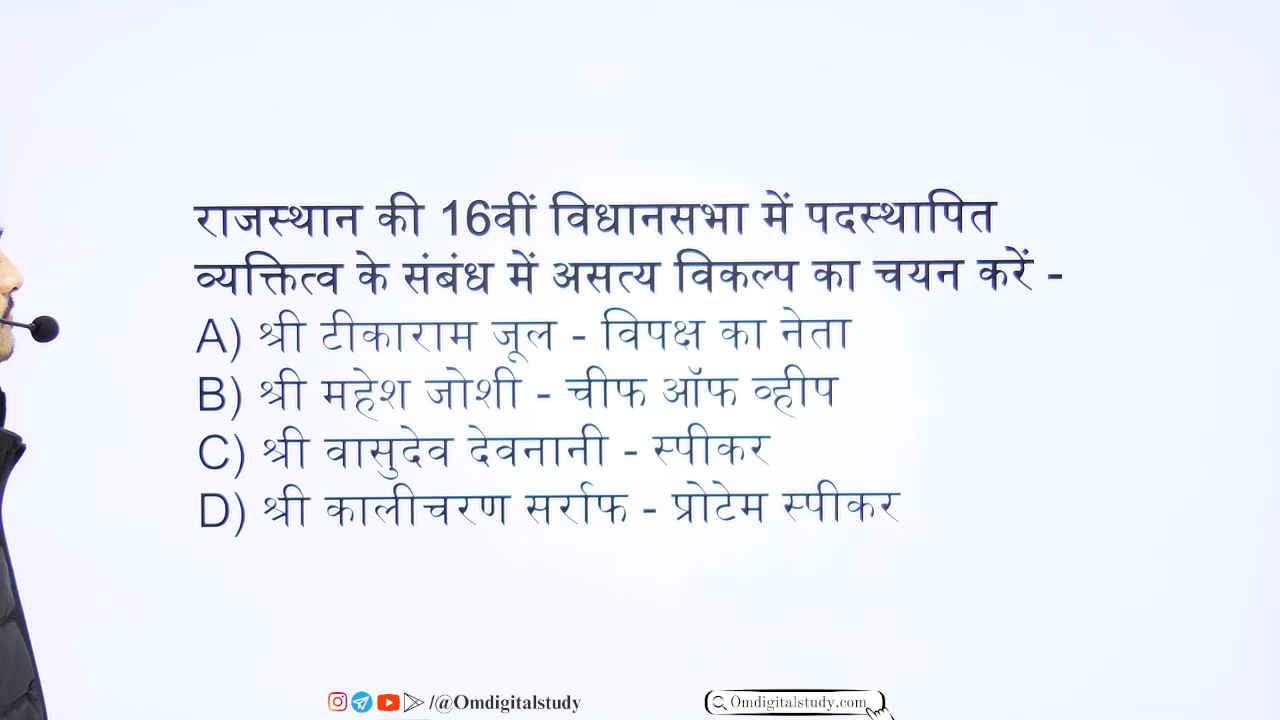 राजस्थान की 16वीं विधानसभा में पदस्थापित
व्यक्तित्व के संबंध में असत्य विकल्प का चयन करें -
A) श्री टीकाराम जूल - विपक्ष का नेता
B) श्री महेश जोशी - चीफ ऑफ व्हीप
C) श्री वासुदेव देवनानी - स्पीकर
D) श्री कालीचरण सर्राफ - प्रोटेम स्पीकर
/@Omdigitalstudy
Omdigitalstudy.com